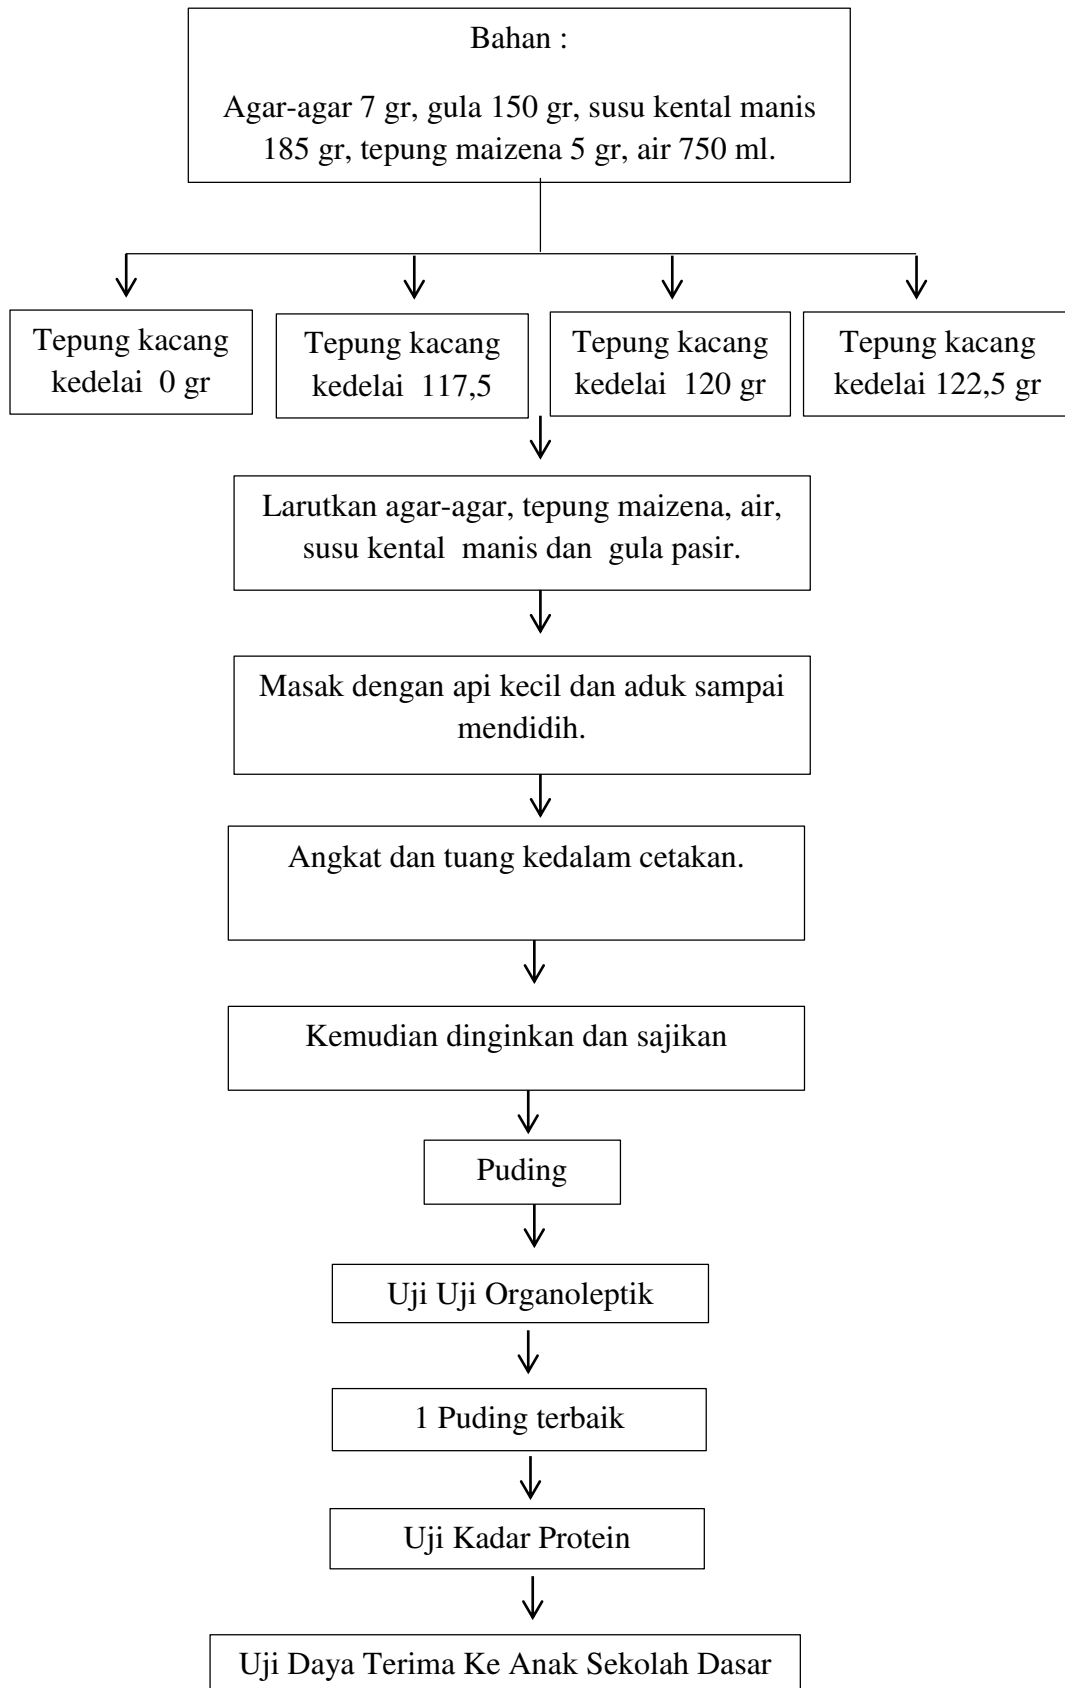 Bahan :
Agar-agar 7 gr, gula 150 gr, susu kental manis
185 gr, tepung maizena 5 gr, air 750 ml.
Tepung kacang
kedelai 0 gr
Tepung kacang
kedelai 117,5
Tepung kacang
kedelai 120 gr
Tepung kacang
kedelai 122,5 gr
Larutkan agar-agar, tepung maizena, air,
susu kental manis dan gula pasir.
Masak dengan api kecil dan aduk sampai
mendidih.
Angkat dan tuang kedalam cetakan.
Kemudian dinginkan dan sajikan
Puding
Uji Uji Organoleptik
1 Puding terbaik
Uji Kadar Protein
Uji Daya Terima Ke Anak Sekolah Dasar